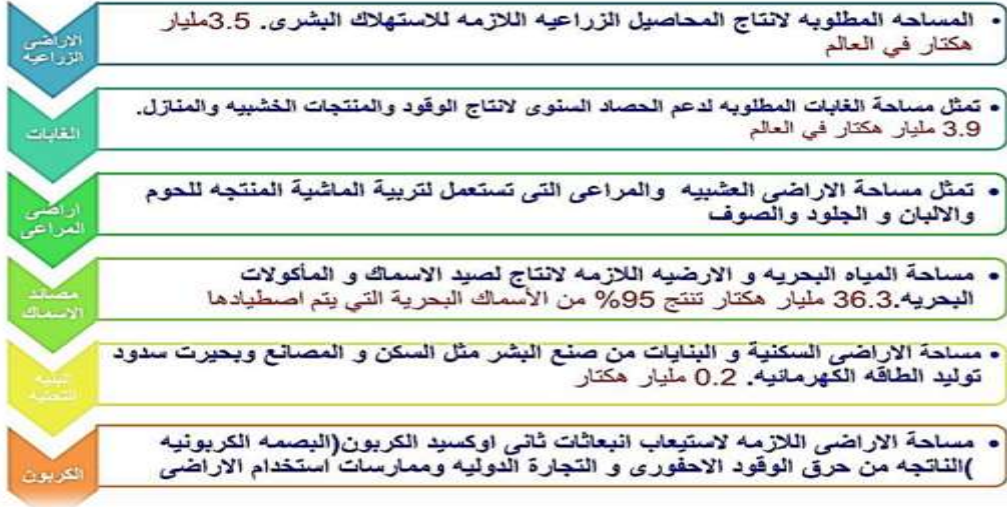 الاراضى
الزراعيه
• المساحه المطلوبه لانتاج المحاصيل الزراعيه اللازمه للاستهلاك البشرى. 3.5مليار
هكتار في العالم
الغابات
• تمثل مساحة الغابات المطلوبه لدعم الحصاد السنوى لانتاج الوقود والمنتجات الخشبيه والمنازل.
3.9 مليار هكتار في العالم
اراضى
المراعى
• تمثل مساحة الاراضى العشبيه والمراعى التى تستعمل لتربية الماشية المنتجه للحوم
والالبان و الجلود والصوف
مصائد
الاسماك
• مساحة المياه البحريه و الارضيه اللازمه لانتاج لصيد الاسماك و المأكولات
البحريه.36.3 مليار هكتار تنتج 95% من الأسماك البحرية التي يتم اصطيادها
البنيه
التحتيه
• مساحة الاراضى السكنية و البنايات من صنع البشر مثل السكن و المصانع وبحيرت سدود
توليد الطاقه الكهرمانيه. 0.2 مليار هكتار
الكربون
• مساحة الاراضى اللازمه لاستيعاب انبعاثات ثانى اوكسيد الكربون(البصمه الكربونيه
)الناتجه من حرق الوقود الاحفورى و التجارة الدوليه وممارسات استخدام الاراضى